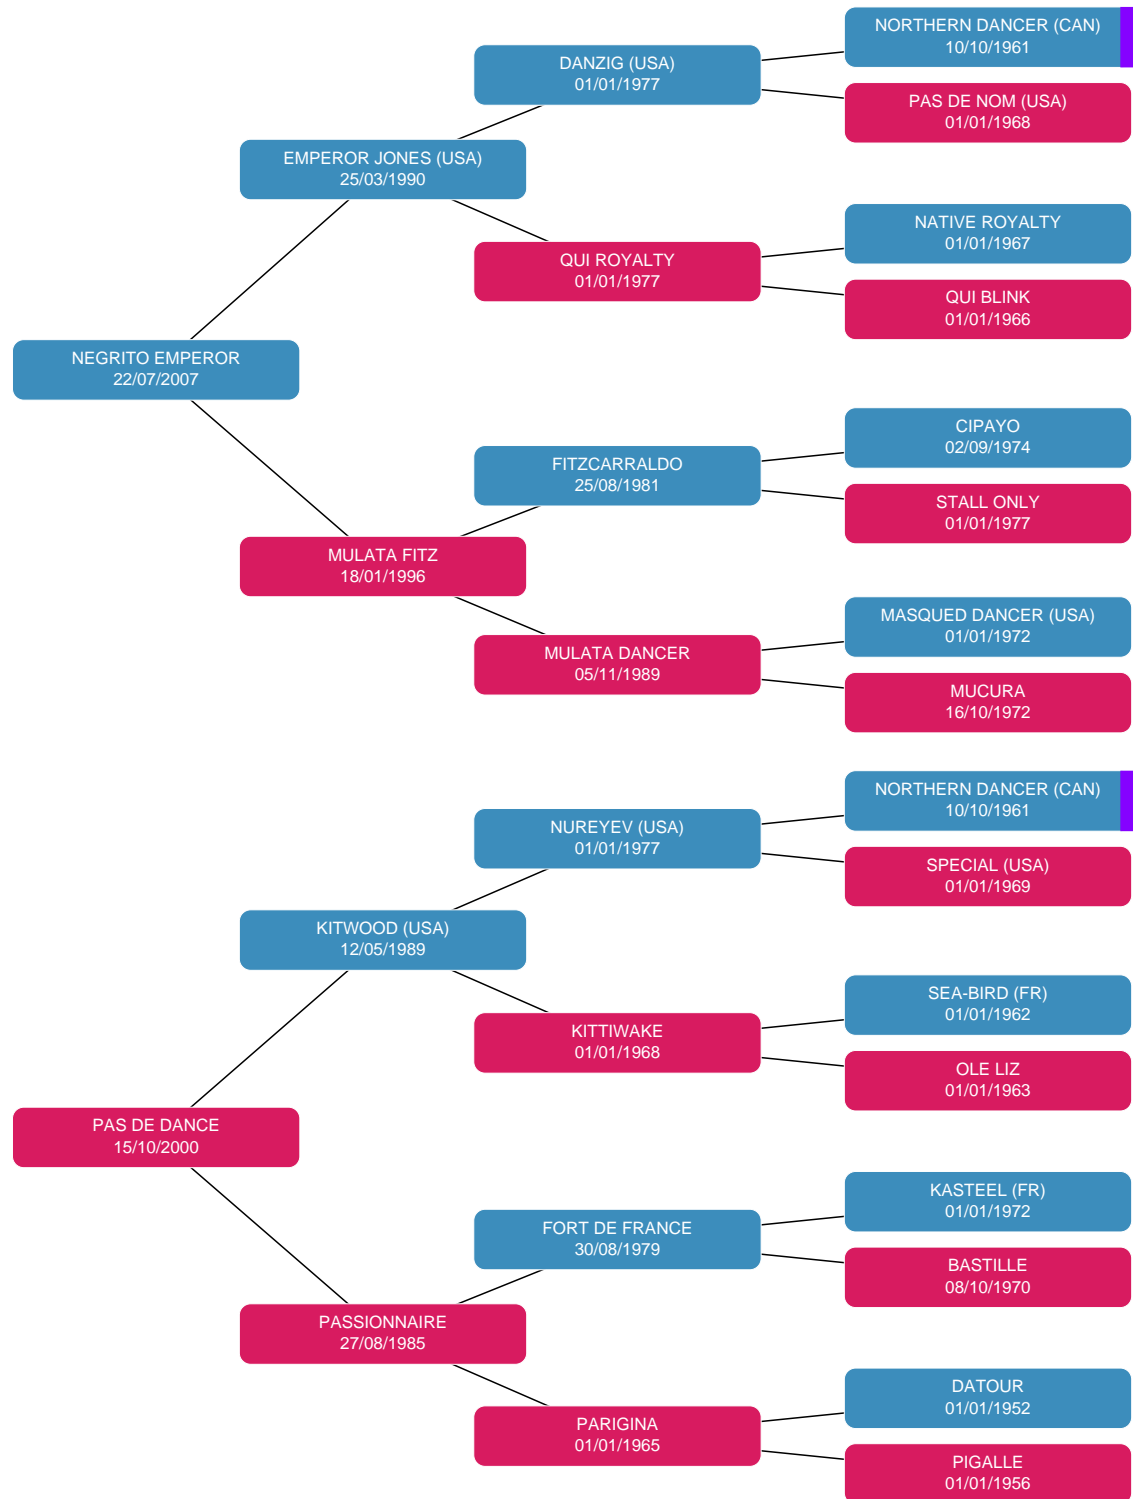 NORTHERN DANCER (CAN)
10/10/1961
DANZIG (USA)
01/01/1977
PAS DE NOM (USA)
01/01/1968
EMPEROR JONES (USA)
25/03/1990
NATIVE ROYALTY
01/01/1967
QUI ROYALTY
01/01/1977
QUI BLINK
01/01/1966
NEGRITO EMPEROR
22/07/2007
CIPAYO
02/09/1974
FITZCARRALDO
25/08/1981
STALL ONLY
01/01/1977
MULATA FITZ
18/01/1996
MASQUED DANCER (USA)
01/01/1972
MULATA DANCER
05/11/1989
MUCURA
16/10/1972
NORTHERN DANCER (CAN)
10/10/1961
NUREYEV (USA)
01/01/1977
SPECIAL (USA)
01/01/1969
KITWOOD (USA)
12/05/1989
SEA-BIRD (FR)
01/01/1962
KITTIWAKE
01/01/1968
OLE LIZ
01/01/1963
PAS DE DANCE
15/10/2000
KASTEEL (FR)
01/01/1972
FORT DE FRANCE
30/08/1979
BASTILLE
08/10/1970
PASSIONNAIRE
27/08/1985
DATOUR
01/01/1952
PARIGINA
01/01/1965
PIGALLE
01/01/1956